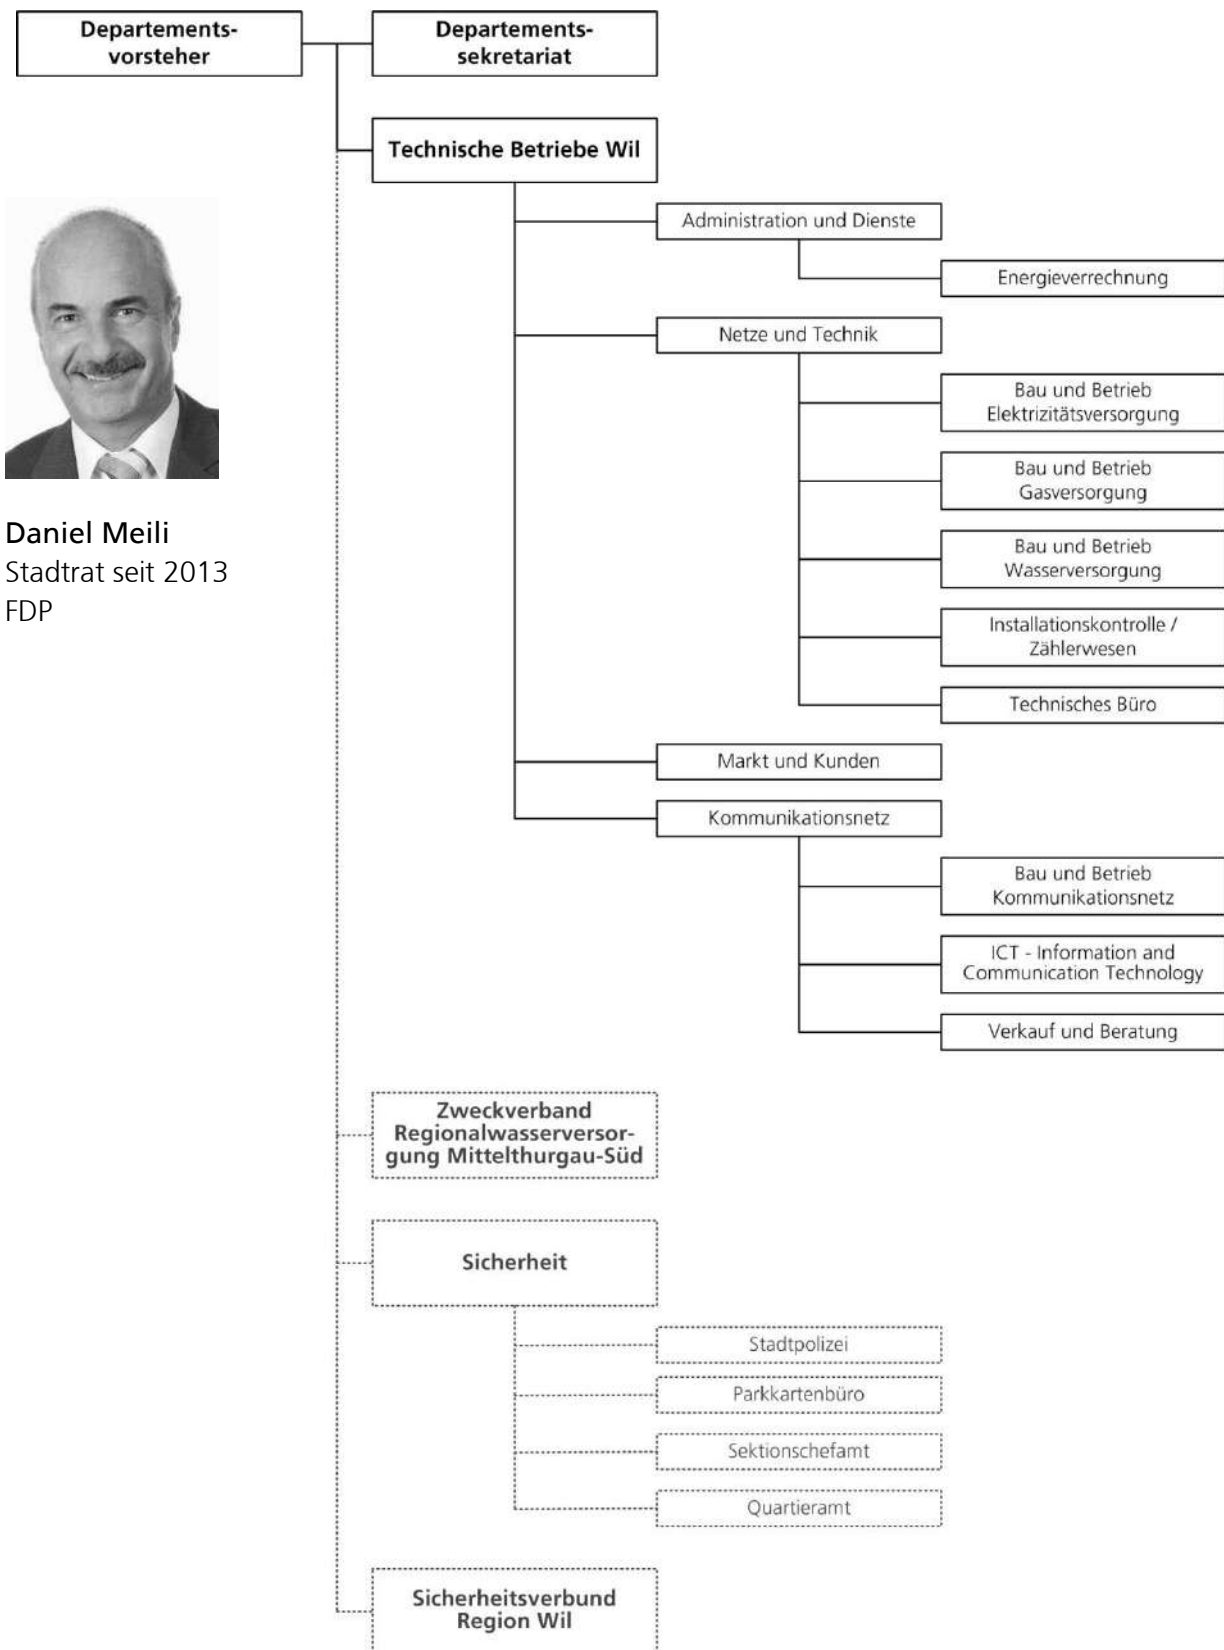 Departements-
vorsteher
Departements-
sekretariat
Technische Betriebe Wil
Administration und Dienste
Energieverrechnung
Netze und Technik
Bau und Betrieb
Elektrizitätsversorgung
Bau und Betrieb
Gasversorgung
Bau und Betrieb
Wasserversorgung
Installationskontrolle /
Zählerwesen
Technisches Büro
Markt und Kunden
Kommunikationsnetz
Bau und Betrieb
Kommunikationsnetz
ICT - Information and
Communication Technology
Verkauf und Beratung
Zweckverband
Regionalwasserversor-
gung Mittelthurgau-Süd
Sicherheit
Stadtpolizei
Parkkartenbüro
Sektionschefamt
Quartieramt
Sicherheitsverbund
Region Wil
Daniel Meili
Stadtrat seit 2013
FDP